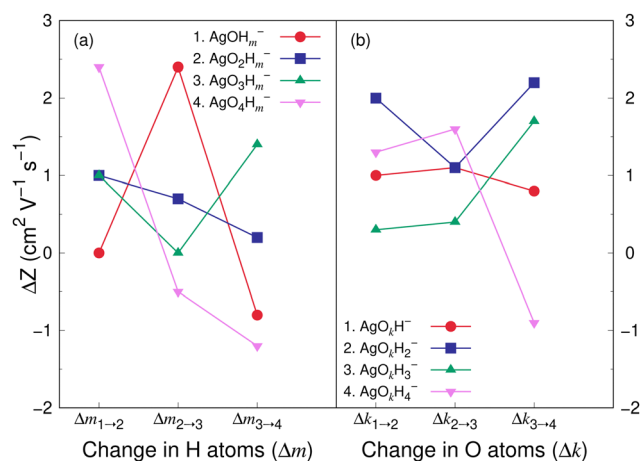 (a)
1. AgOHₘ⁻
2. AgO₂Hₘ⁻
3. AgO₃Hₘ⁻
4. AgO₄Hₘ⁻
(b)
1. AgOₖH⁻
2. AgOₖH₂⁻
3. AgOₖH₃⁻
4. AgOₖH₄⁻
3
2
1
0
−1
−2
ΔZ (cm² V⁻¹ s⁻¹)
3
2
1
0
−1
−2
Δm₁→₂ Δm₂→₃ Δm₃→₄
Change in H atoms (Δm)
Δk₁→₂ Δk₂→₃ Δk₃→₄
Change in O atoms (Δk)